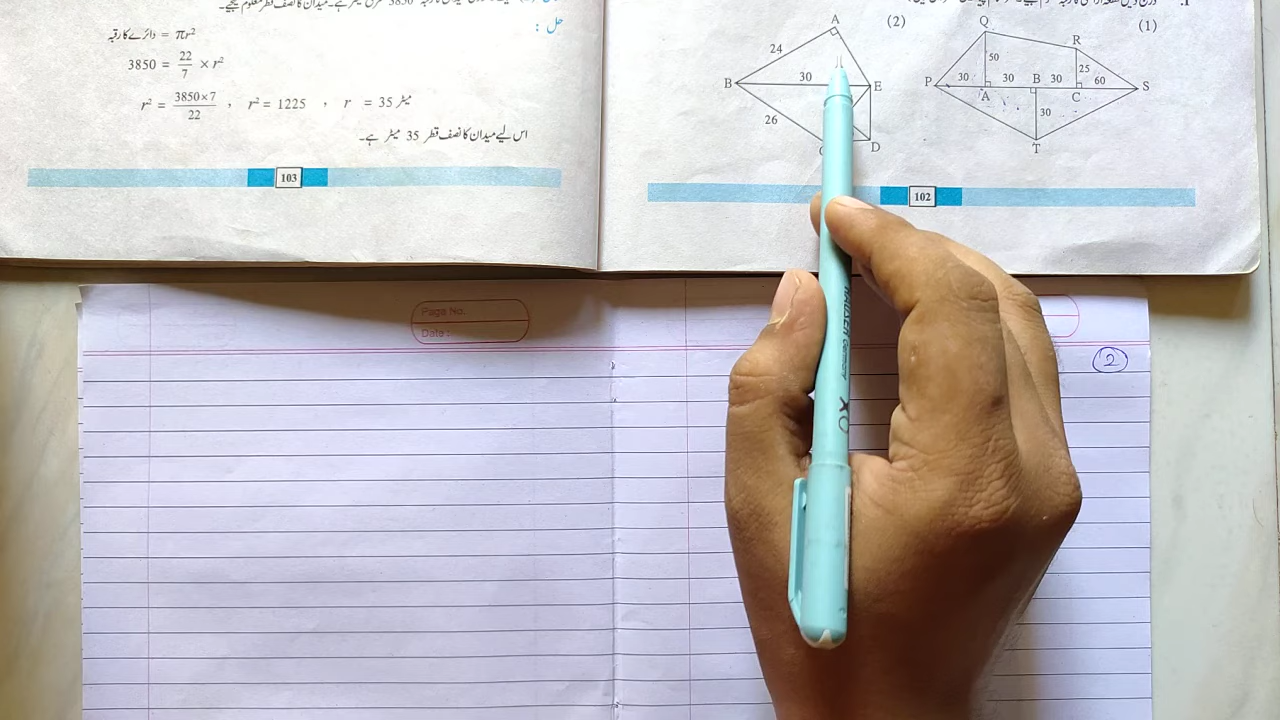 دائرے کا رقبہ = πr²
3850 = 22/7 × r²
r² = 3850×7/22 , r² = 1225 , r = 35 میٹر
اس لیے میدان کا نصف قطر 35 میٹر ہے۔
حل :
103
(1)
Q
R
50
25
P 30 30 B 30 60 S
A C
30
T
(2)
A
24
B 30 E
26
D
102
Page No.
Date :
2
Germany
XO